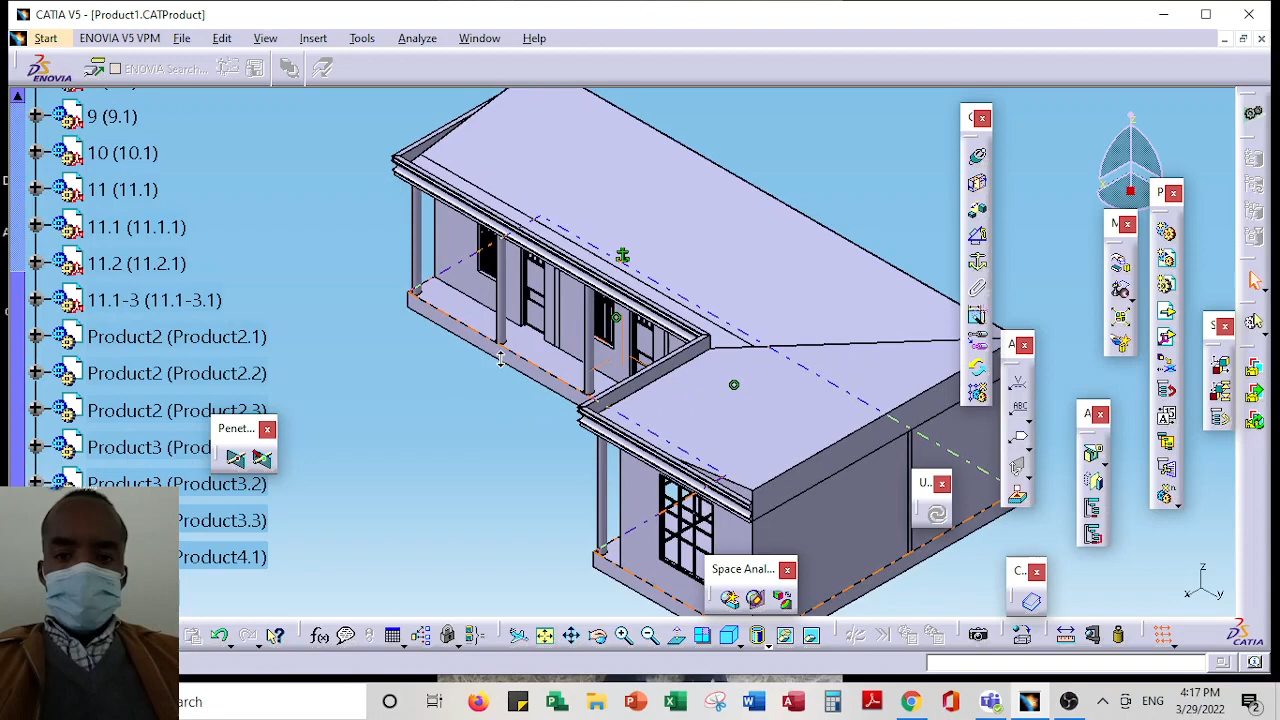 CATIA V5 - [Product1.CATProduct]
Start ENOVIA V5 VPM File Edit View Insert Tools Analyze Window Help
ENOVIA ENOVIA Search...
9 (9.1)
10 (10.1)
11 (11.1)
11.1 (11.1.1)
11.2 (11.2.1)
11.1-3 (11.1-3.1)
Product2 (Product2.1)
Product2 (Product2.2)
Product2 (Product2.3)
Product3 (Prod
Product3 (Product3.2)
Product3.3)
Product4.1)
Penet...
Space Anal...
U..
C..
A
A
M
P
S
ABC
z
x
y
f(x)
CATIA
arch
ENG
4:17 PM
3/29/2022
2